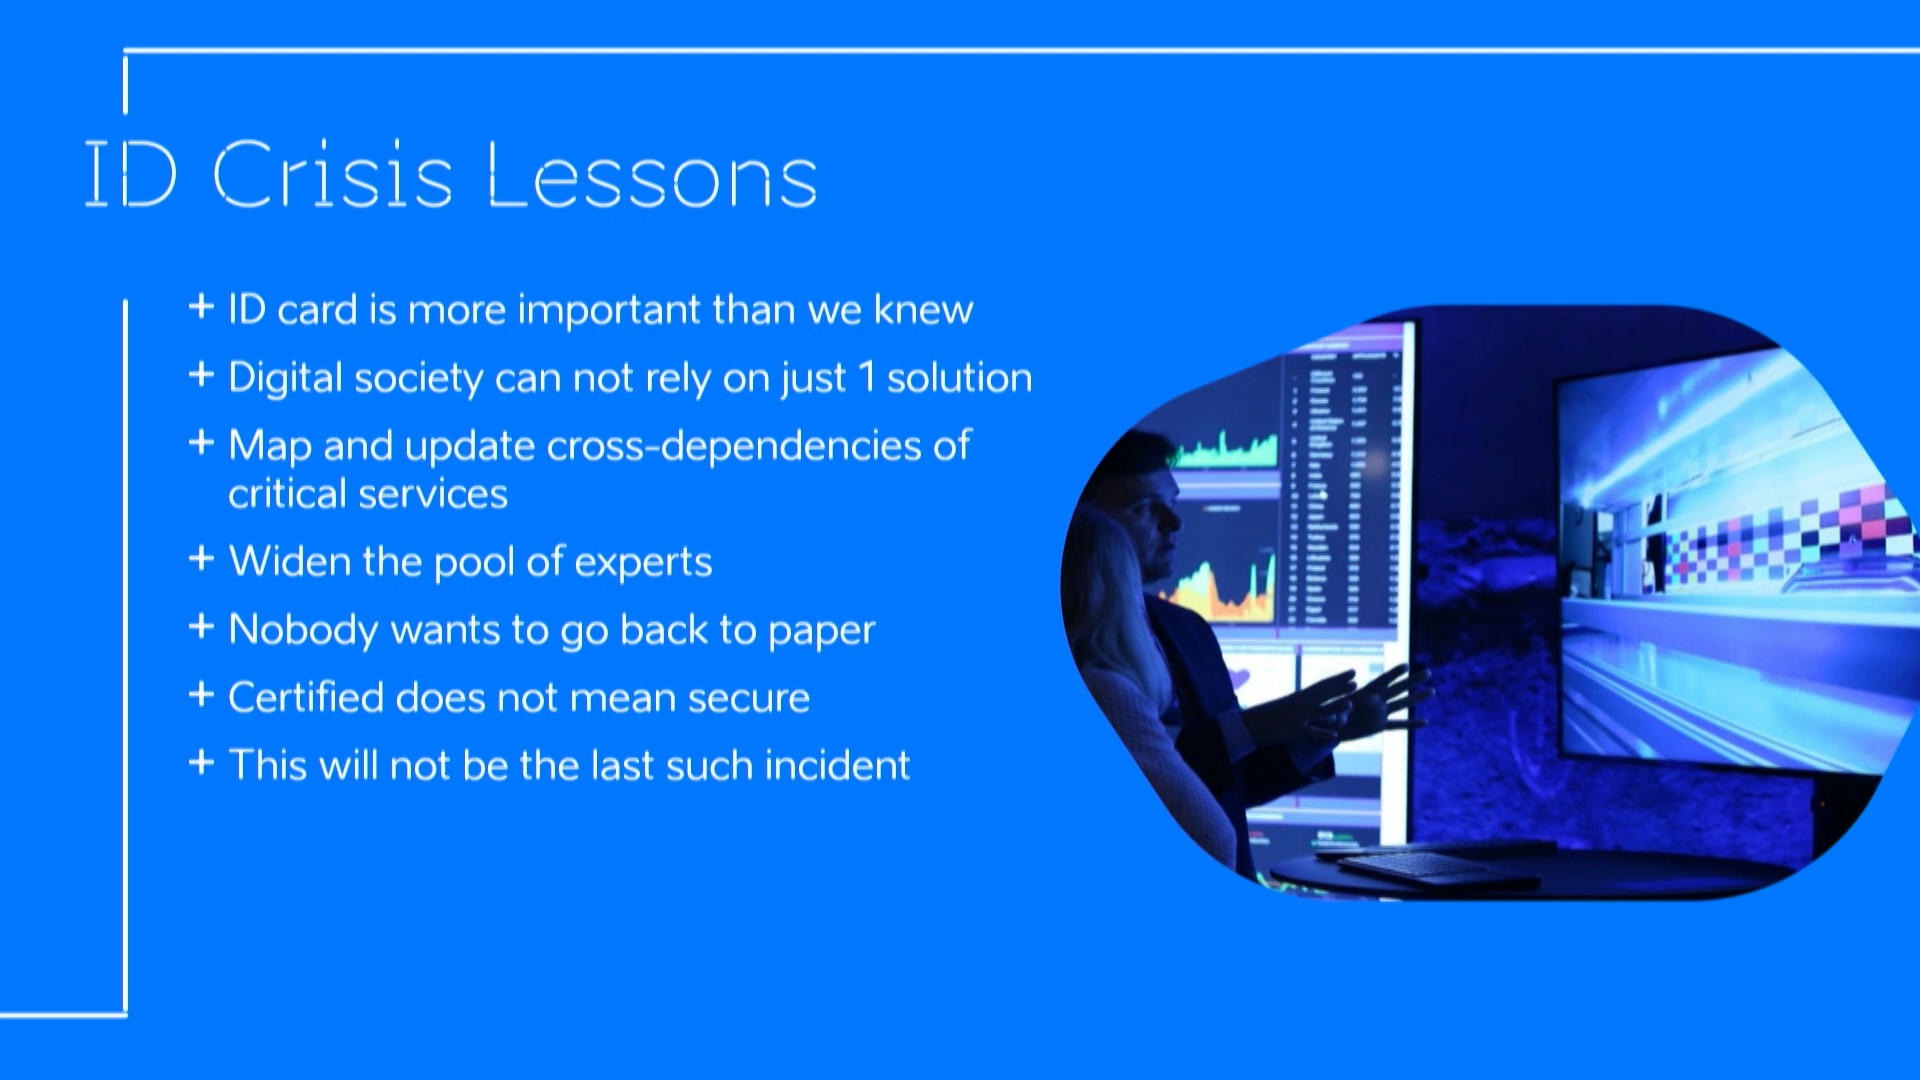 ID Crisis Lessons
+ ID card is more important than we knew
+ Digital society can not rely on just 1 solution
+ Map and update cross-dependencies of
critical services
+ Widen the pool of experts
+ Nobody wants to go back to paper
+ Certified does not mean secure
+ This will not be the last such incident